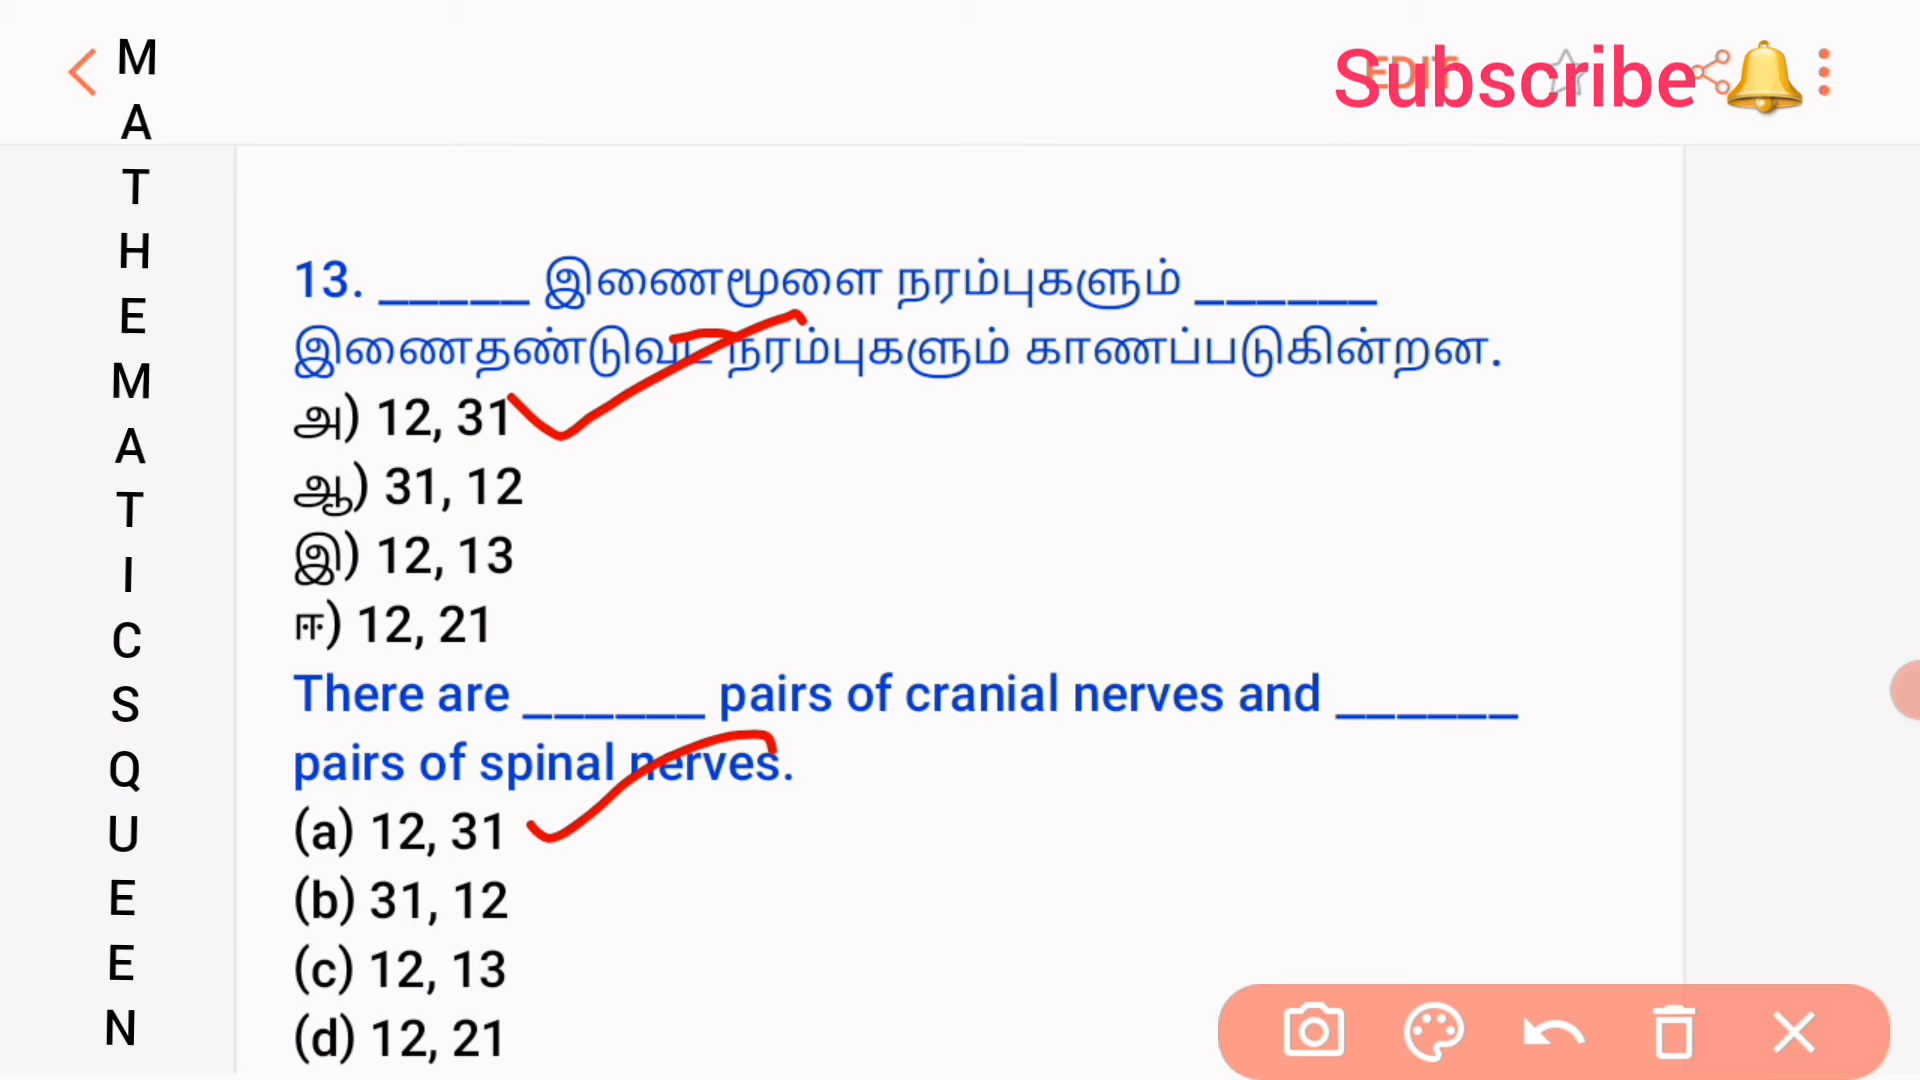 MATHEMATICSQUEEN
EDIT
Subscribe
13. _____ இணைமூளை நரம்புகளும் ______
இணைதண்டுவட நரம்புகளும் காணப்படுகின்றன.
அ) 12, 31
ஆ) 31, 12
இ) 12, 13
ஈ) 12, 21
There are ______ pairs of cranial nerves and ______
pairs of spinal nerves.
(a) 12, 31
(b) 31, 12
(c) 12, 13
(d) 12, 21